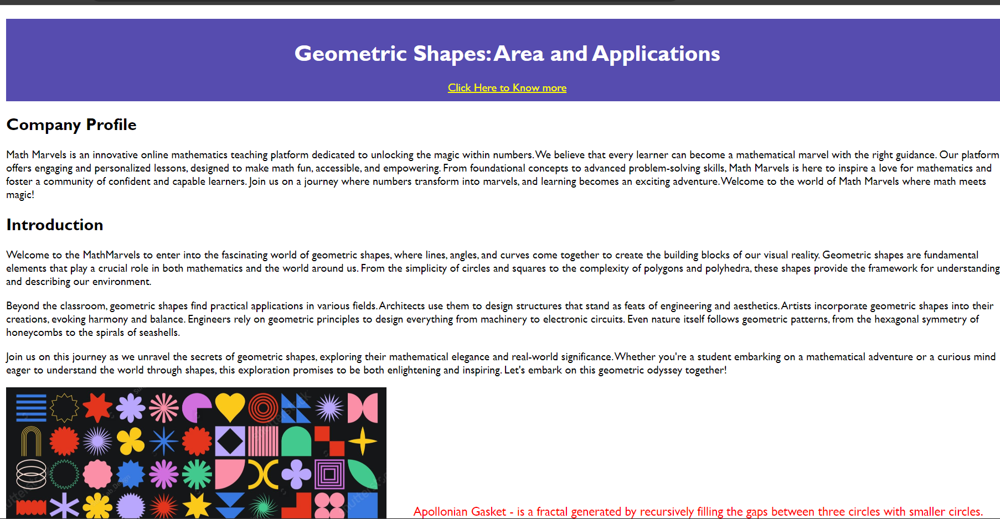 Geometric Shapes: Area and Applications
Click Here to Know more
Company Profile
Math Marvels is an innovative online mathematics teaching platform dedicated to unlocking the magic within numbers. We believe that every learner can become a mathematical marvel with the right guidance. Our platform
offers engaging and personalized lessons, designed to make math fun, accessible, and empowering. From foundational concepts to advanced problem-solving skills, Math Marvels is here to inspire a love for mathematics and
foster a community of confident and capable learners. Join us on a journey where numbers transform into marvels, and learning becomes an exciting adventure. Welcome to the world of Math Marvels where math meets
magic!
Introduction
Welcome to the MathMarvels to enter into the fascinating world of geometric shapes, where lines, angles, and curves come together to create the building blocks of our visual reality. Geometric shapes are fundamental
elements that play a crucial role in both mathematics and the world around us. From the simplicity of circles and squares to the complexity of polygons and polyhedra, these shapes provide the framework for understanding
and describing our environment.
Beyond the classroom, geometric shapes find practical applications in various fields. Architects use them to design structures that stand as feats of engineering and aesthetics. Artists incorporate geometric shapes into their
creations, evoking harmony and balance. Engineers rely on geometric principles to design everything from machinery to electronic circuits. Even nature itself follows geometric patterns, from the hexagonal symmetry of
honeycombs to the spirals of seashells.
Join us on this journey as we unravel the secrets of geometric shapes, exploring their mathematical elegance and real-world significance. Whether you're a student embarking on a mathematical adventure or a curious mind
eager to understand the world through shapes, this exploration promises to be both enlightening and inspiring. Let's embark on this geometric odyssey together!
Apollonian Gasket - is a fractal generated by recursively filling the gaps between three circles with smaller circles.